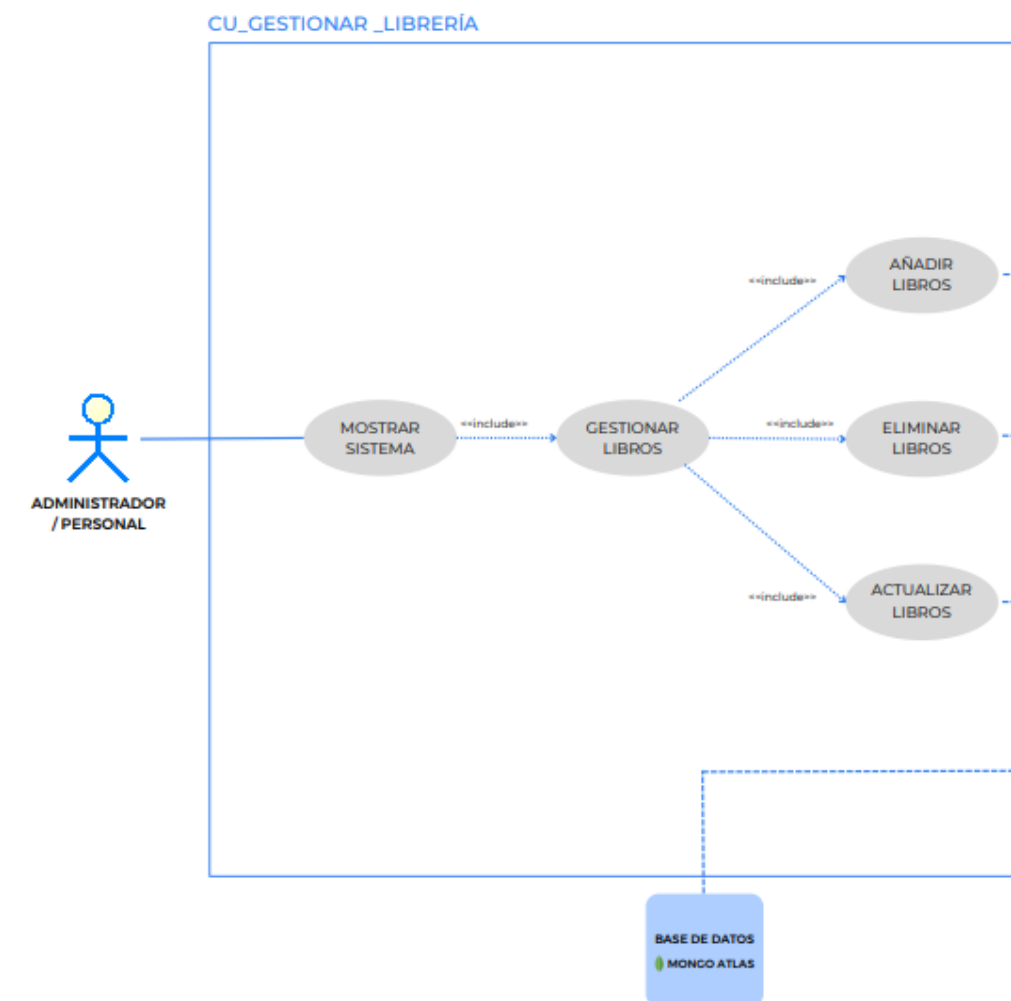 CU_GESTIONAR _LIBRERÍA
AÑADIR
LIBROS
<<include>>
MOSTRAR
SISTEMA
<<include>>
GESTIONAR
LIBROS
<<include>>
ELIMINAR
LIBROS
ADMINISTRADOR
/ PERSONAL
<<include>>
ACTUALIZAR
LIBROS
BASE DE DATOS
MONGO ATLAS